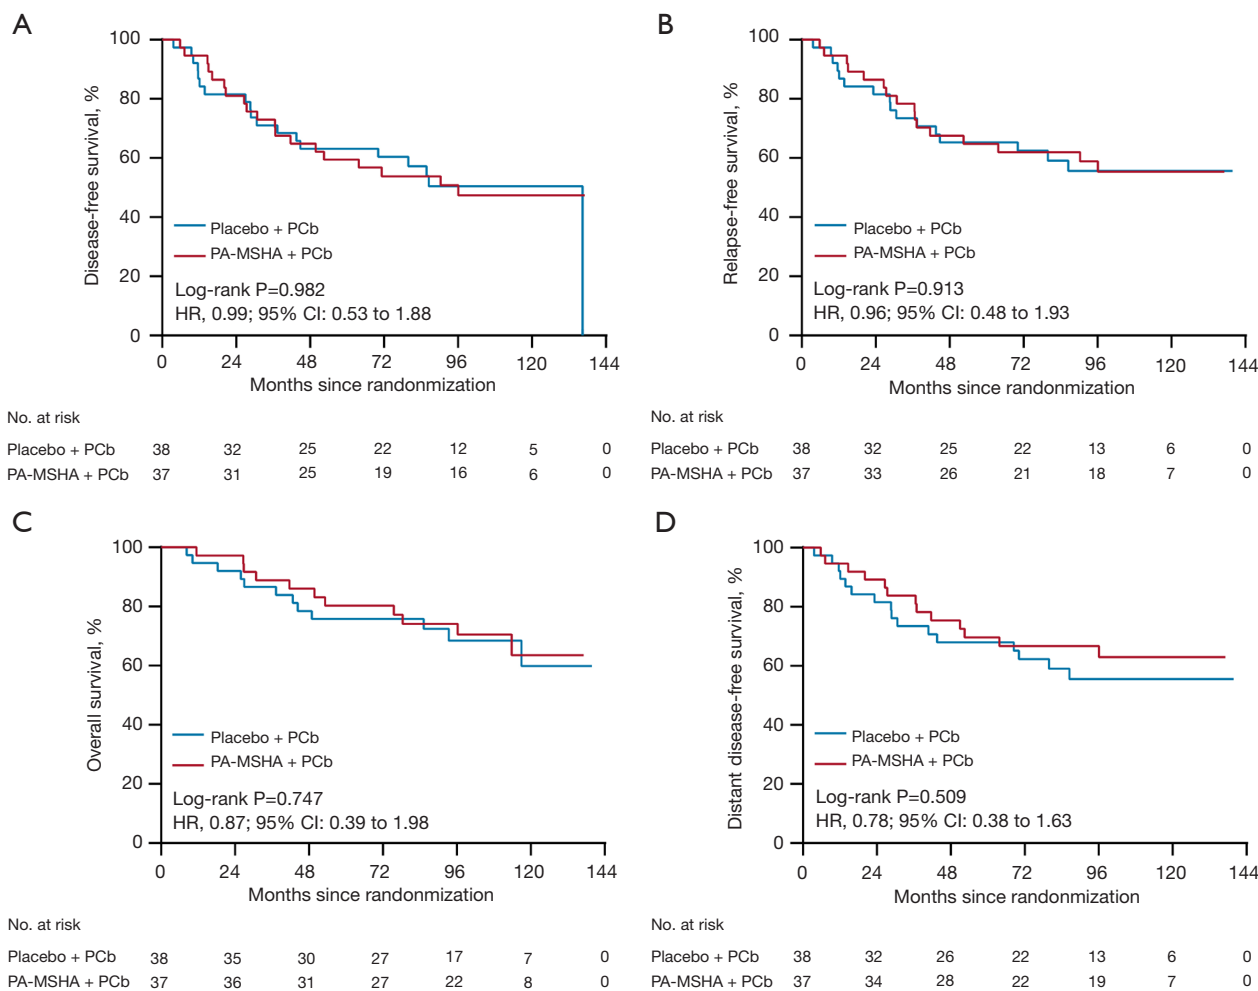 A
Disease-free survival, %
100
80
60
40
20
0
Placebo + PCb
PA-MSHA + PCb
Log-rank P=0.982
HR, 0.99; 95% CI: 0.53 to 1.88
0 24 48 72 96 120 144
Months since randonmization
No. at risk
Placebo + PCb 38 32 25 22 12 5 0
PA-MSHA + PCb 37 31 25 19 16 6 0
B
Relapse-free survival, %
100
80
60
40
20
0
Placebo + PCb
PA-MSHA + PCb
Log-rank P=0.913
HR, 0.96; 95% CI: 0.48 to 1.93
0 24 48 72 96 120 144
Months since randonmization
No. at risk
Placebo + PCb 38 32 25 22 13 6 0
PA-MSHA + PCb 37 33 26 21 18 7 0
C
Overall survival, %
100
80
60
40
20
0
Placebo + PCb
PA-MSHA + PCb
Log-rank P=0.747
HR, 0.87; 95% CI: 0.39 to 1.98
0 24 48 72 96 120 144
Months since randonmization
No. at risk
Placebo + PCb 38 35 30 27 17 7 0
PA-MSHA + PCb 37 36 31 27 22 8 0
D
Distant disease-free survival, %
100
80
60
40
20
0
Placebo + PCb
PA-MSHA + PCb
Log-rank P=0.509
HR, 0.78; 95% CI: 0.38 to 1.63
0 24 48 72 96 120 144
Months since randonmization
No. at risk
Placebo + PCb 38 32 26 22 13 6 0
PA-MSHA + PCb 37 34 28 22 19 7 0